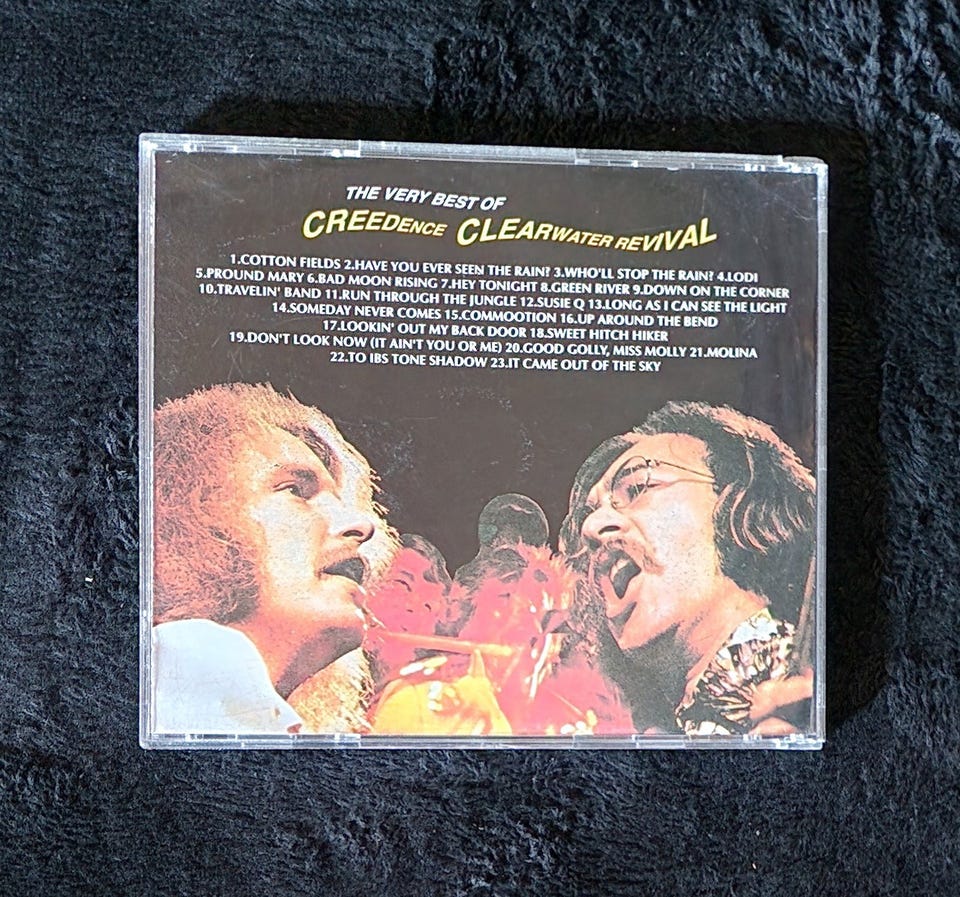 THE VERY BEST OF
CREEDENCE CLEARWATER REVIVAL
1.COTTON FIELDS 2.HAVE YOU EVER SEEN THE RAIN? 3.WHO'LL STOP THE RAIN? 4.LODI
5.PROUND MARY 6.BAD MOON RISING 7.HEY TONIGHT 8.GREEN RIVER 9.DOWN ON THE CORNER
10.TRAVELIN' BAND 11.RUN THROUGH THE JUNGLE 12.SUSIE Q 13.LONG AS I CAN SEE THE LIGHT
14.SOMEDAY NEVER COMES 15.COMMOOTION 16.UP AROUND THE BEND
17.LOOKIN' OUT MY BACK DOOR 18.SWEET HITCH HIKER
19.DON'T LOOK NOW (IT AIN'T YOU OR ME) 20.GOOD GOLLY, MISS MOLLY 21.MOLINA
22.TO IBS TONE SHADOW 23.IT CAME OUT OF THE SKY